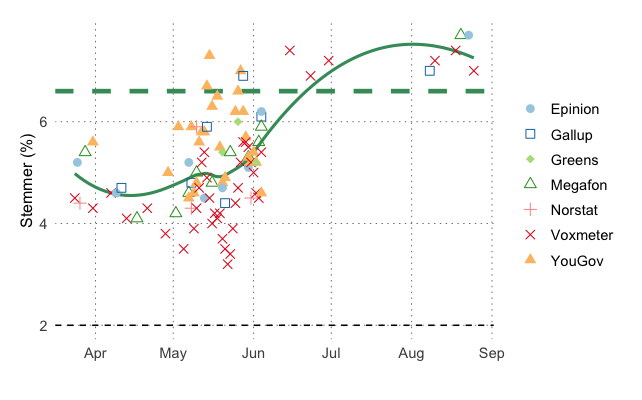 Stemmer (%)
6
4
2
Apr May Jun Jul Aug Sep
Epinion
Gallup
Greens
Megafon
Norstat
Voxmeter
YouGov